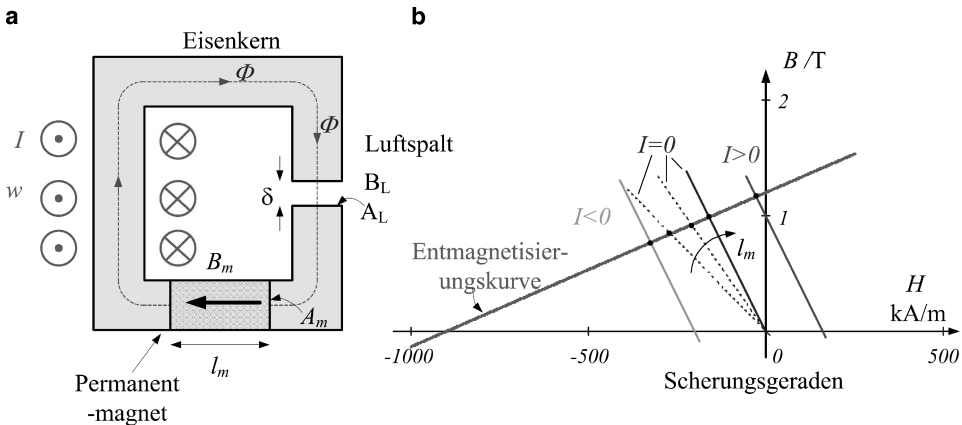 a
Eisenkern
Φ
Φ
I
w
Luftspalt
δ
B_L
A_L
B_m
A_m
l_m
Permanent
-magnet
b
B /T
2
I=0
I>0
I<0
1
l_m
Entmagnetisier-
ungskurve
H
kA/m
-1000
-500
0
500
Scherungsgeraden